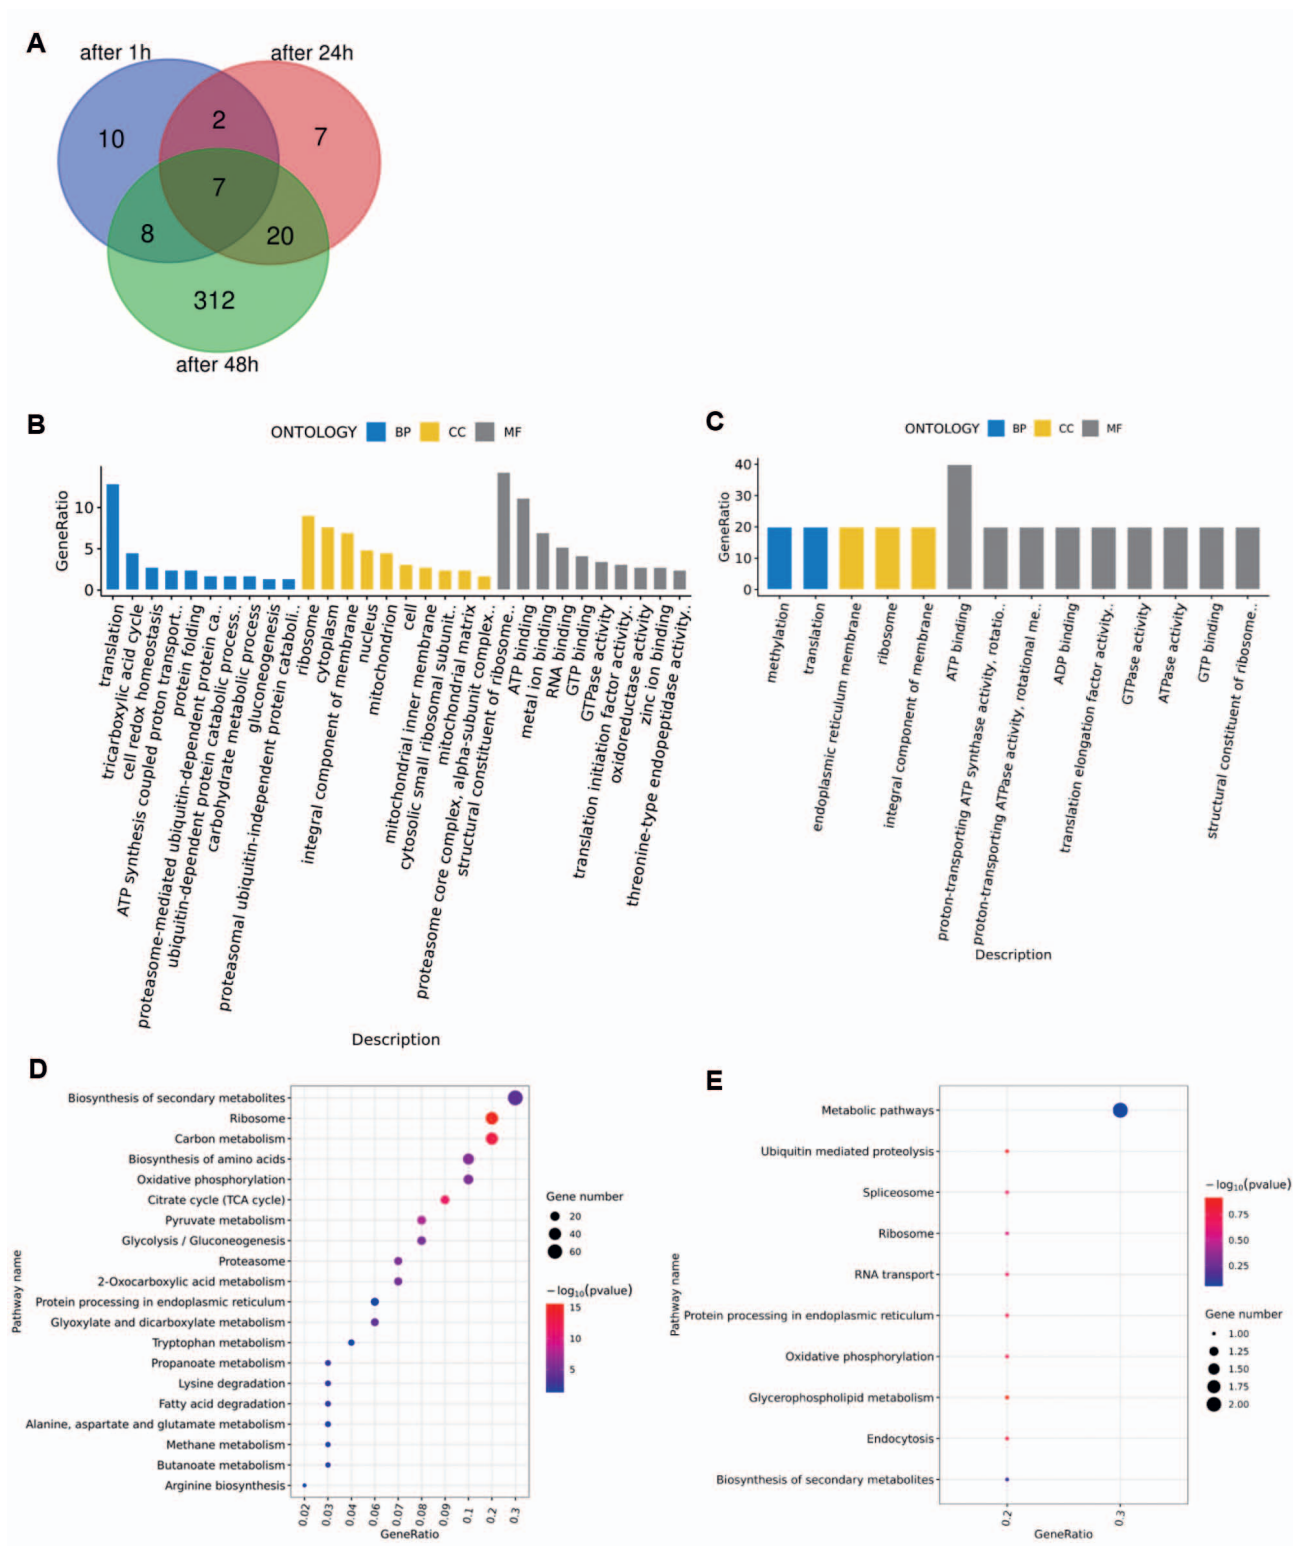 A
after 1h
after 24h
10
2
7
7
8
20
312
after 48h
B
ONTOLOGY BP CC MF
GeneRatio
10
5
0
translation
tricarboxylic acid cycle
cell redox homeostasis
ATP synthesis coupled proton transport..
protein folding
proteasome-mediated ubiquitin-dependent protein ca..
ubiquitin-dependent protein catabolic process..
carbohydrate metabolic process
gluconeogenesis
proteasomal ubiquitin-independent protein cataboli..
ribosome
cytoplasm
integral component of membrane
nucleus
mitochondrion
cell
mitochondrial inner membrane
cytosolic small ribosomal subunit..
mitochondrial matrix
proteasome core complex, alpha-subunit complex..
structural constituent of ribosome..
ATP binding
metal ion binding
RNA binding
GTP binding
GTPase activity
translation initiation factor activity..
oxidoreductase activity
zinc ion binding
threonine-type endopeptidase activity..
Description
C
ONTOLOGY BP CC MF
GeneRatio
40
30
20
10
0
methylation
translation
endoplasmic reticulum membrane
ribosome
integral component of membrane
ATP binding
proton-transporting ATP synthase activity, rotatio..
proton-transporting ATPase activity, rotational me..
ADP binding
translation elongation factor activity..
GTPase activity
ATPase activity
GTP binding
structural constituent of ribosome..
Description
D
Pathway name
Biosynthesis of secondary metabolites
Ribosome
Carbon metabolism
Biosynthesis of amino acids
Oxidative phosphorylation
Citrate cycle (TCA cycle)
Pyruvate metabolism
Glycolysis / Gluconeogenesis
Proteasome
2-Oxocarboxylic acid metabolism
Protein processing in endoplasmic reticulum
Glyoxylate and dicarboxylate metabolism
Tryptophan metabolism
Propanoate metabolism
Lysine degradation
Fatty acid degradation
Alanine, aspartate and glutamate metabolism
Methane metabolism
Butanoate metabolism
Arginine biosynthesis
0.02 0.03 0.04 0.06 0.07 0.08 0.09 0.1 0.2 0.3
GeneRatio
Gene number
20
40
60
−log10(pvalue)
15
10
5
E
Pathway name
Metabolic pathways
Ubiquitin mediated proteolysis
Spliceosome
Ribosome
RNA transport
Protein processing in endoplasmic reticulum
Oxidative phosphorylation
Glycerophospholipid metabolism
Endocytosis
Biosynthesis of secondary metabolites
0.2 0.3
GeneRatio
−log10(pvalue)
0.75
0.50
0.25
Gene number
1.00
1.25
1.50
1.75
2.00